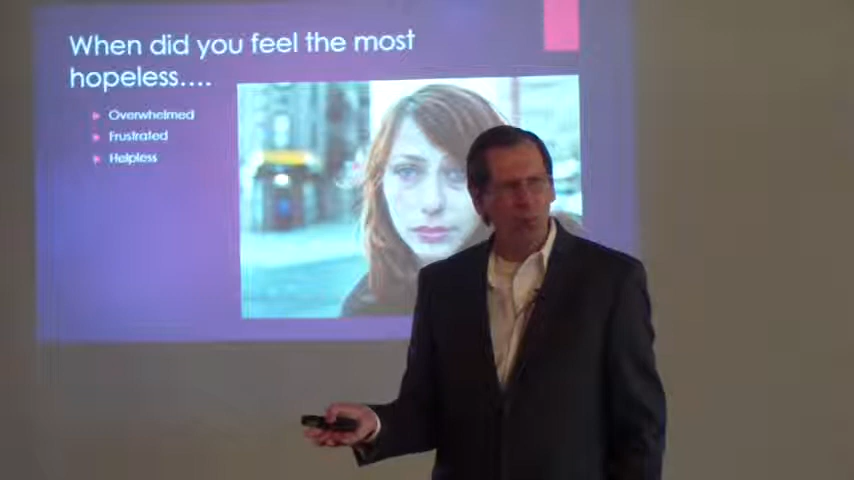 When did you feel the most
hopeless....
Overwhelmed
Frustrated
Helpless